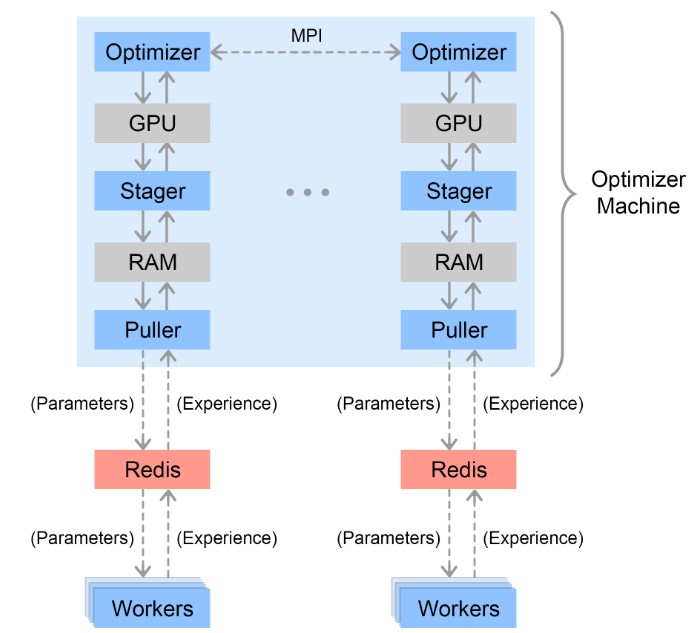 MPI
Optimizer Optimizer
GPU GPU
Stager Stager
Optimizer
Machine
RAM RAM
Puller Puller
(Parameters) (Experience) (Parameters) (Experience)
Redis Redis
(Parameters) (Experience) (Parameters) (Experience)
Workers Workers